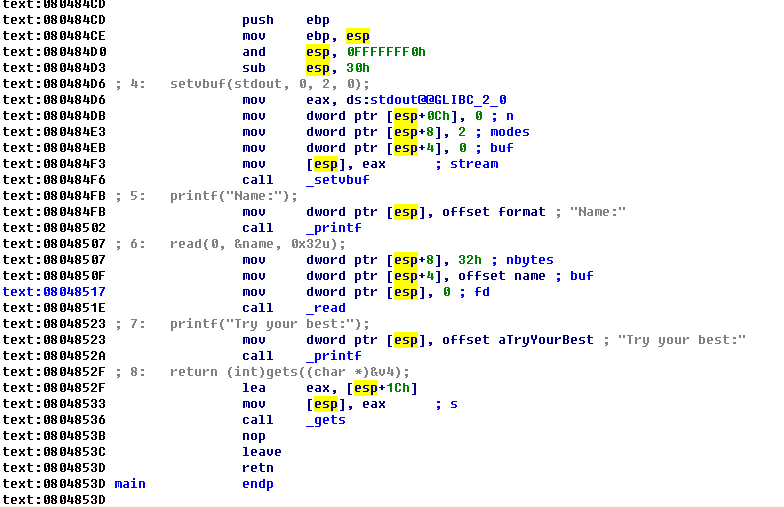 text:080484CD
text:080484CD push ebp
text:080484CE mov ebp, esp
text:080484D0 and esp, 0FFFFFFF0h
text:080484D3 sub esp, 30h
text:080484D6 ; 4: setvbuf(stdout, 0, 2, 0);
text:080484D6 mov eax, ds:stdout@@GLIBC_2_0
text:080484DB mov dword ptr [esp+0Ch], 0 ; n
text:080484E3 mov dword ptr [esp+8], 2 ; modes
text:080484EB mov dword ptr [esp+4], 0 ; buf
text:080484F3 mov [esp], eax ; stream
text:080484F6 call _setvbuf
text:080484FB ; 5: printf("Name:");
text:080484FB mov dword ptr [esp], offset format ; "Name:"
text:08048502 call _printf
text:08048507 ; 6: read(0, &name, 0x32u);
text:08048507 mov dword ptr [esp+8], 32h ; nbytes
text:0804850F mov dword ptr [esp+4], offset name ; buf
text:08048517 mov dword ptr [esp], 0 ; fd
text:0804851E call _read
text:08048523 ; 7: printf("Try your best:");
text:08048523 mov dword ptr [esp], offset aTryYourBest ; "Try your best:"
text:0804852A call _printf
text:0804852F ; 8: return (int)gets((char *)&v4);
text:0804852F lea eax, [esp+1Ch]
text:08048533 mov [esp], eax ; s
text:08048536 call _gets
text:0804853B nop
text:0804853C leave
text:0804853D retn
text:0804853D main endp
text:0804853D